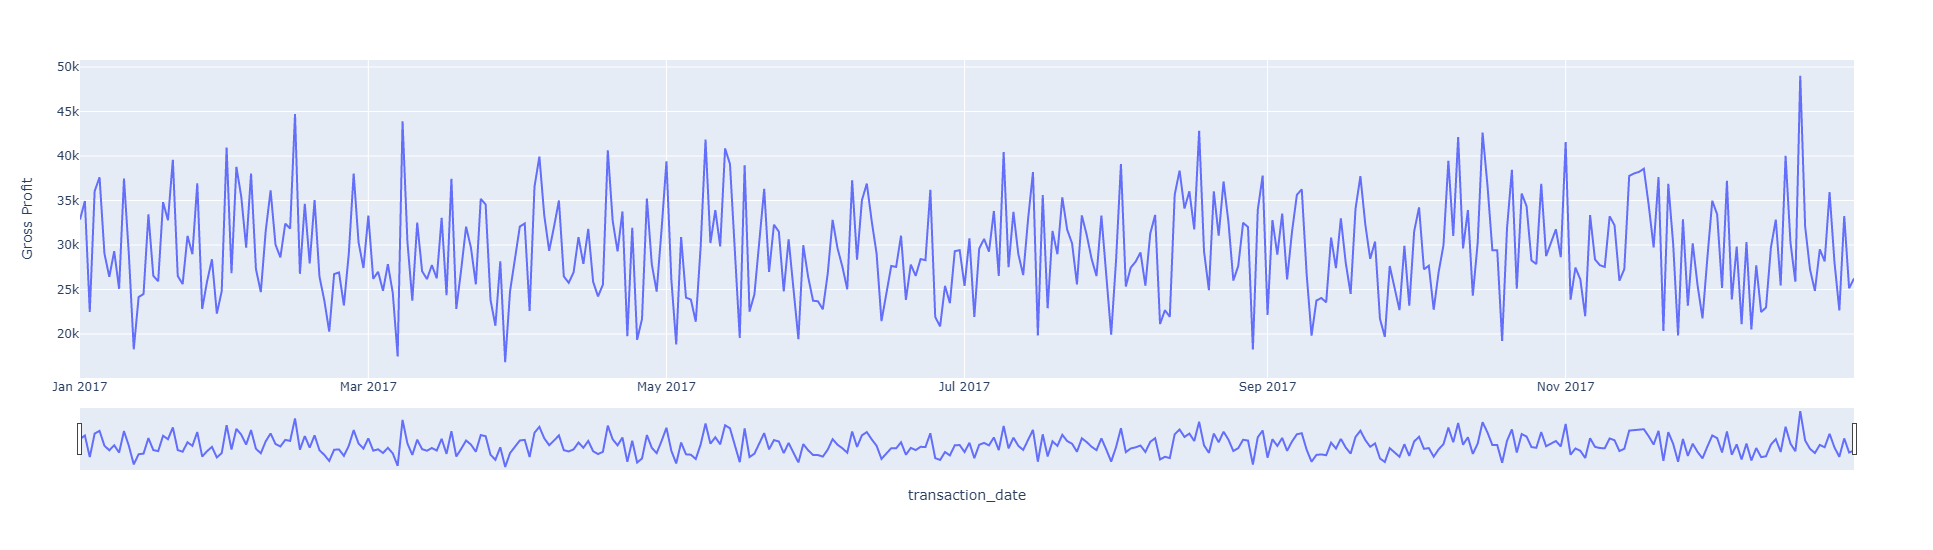 50k
45k
40k
35k
30k
25k
20k
Gross Profit
Jan 2017 Mar 2017 May 2017 Jul 2017 Sep 2017 Nov 2017
transaction_date